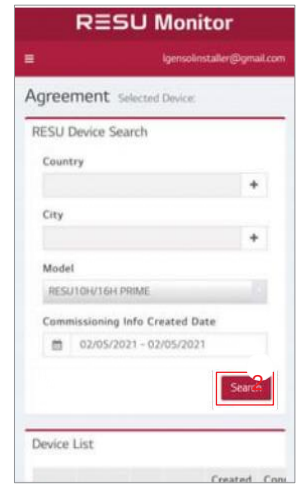 RESU Monitor
≡ lgensolinstaller@gmail.com
Agreement Selected Device:
RESU Device Search
Country
+
City
+
Model
RESU10H/16H PRIME
Commissioning Info Created Date
02/05/2021 - 02/05/2021
Search
Device List
Created